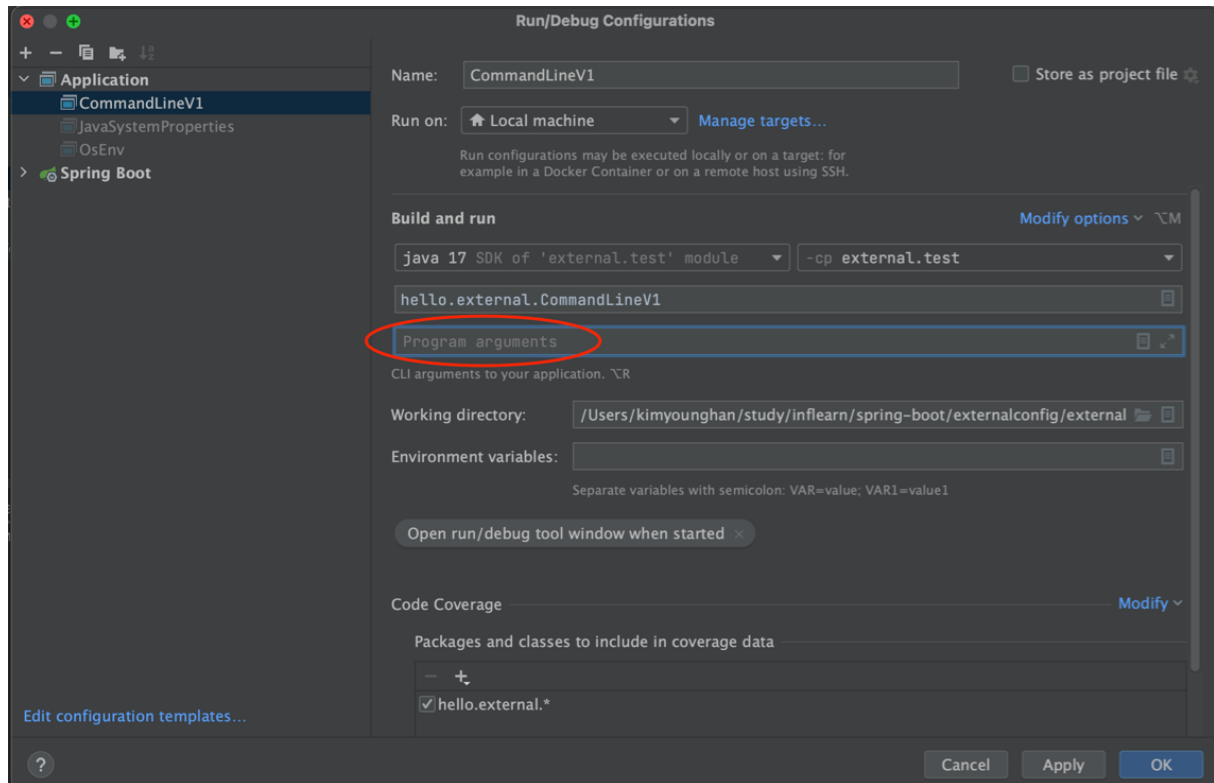 Run/Debug Configurations
Application
CommandLineV1
JavaSystemProperties
OsEnv
Spring Boot
Edit configuration templates...
?
Name: CommandLineV1 Store as project file
Run on: Local machine Manage targets...
Run configurations may be executed locally or on a target: for
example in a Docker Container or on a remote host using SSH.
Build and run Modify options ⌥M
java 17 SDK of 'external.test' module -cp external.test
hello.external.CommandLineV1
Program arguments
CLI arguments to your application. ⌥R
Working directory: /Users/kimyounghan/study/inflearn/spring-boot/externalconfig/external
Environment variables:
Separate variables with semicolon: VAR=value; VAR1=value1
Open run/debug tool window when started ×
Code Coverage Modify
Packages and classes to include in coverage data
hello.external.*
Cancel Apply OK